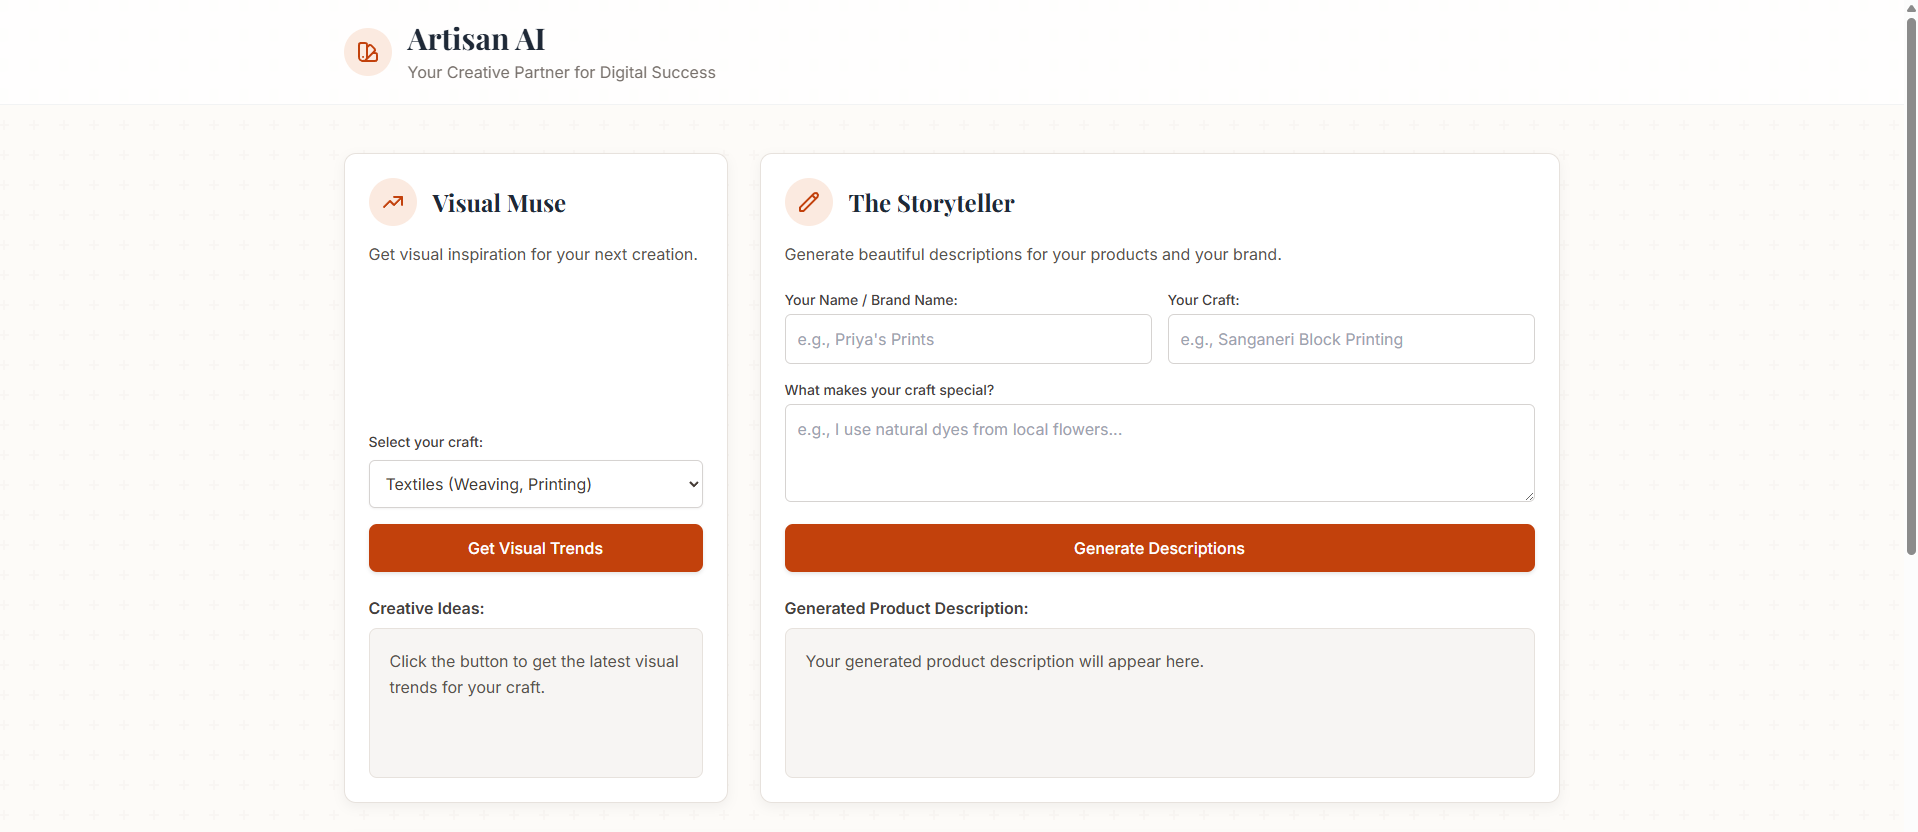 Artisan AI
Your Creative Partner for Digital Success
Visual Muse
Get visual inspiration for your next creation.
Select your craft:
Textiles (Weaving, Printing)
Get Visual Trends
Creative Ideas:
Click the button to get the latest visual
trends for your craft.
The Storyteller
Generate beautiful descriptions for your products and your brand.
Your Name / Brand Name:
e.g., Priya's Prints
Your Craft:
e.g., Sanganeri Block Printing
What makes your craft special?
e.g., I use natural dyes from local flowers...
Generate Descriptions
Generated Product Description:
Your generated product description will appear here.